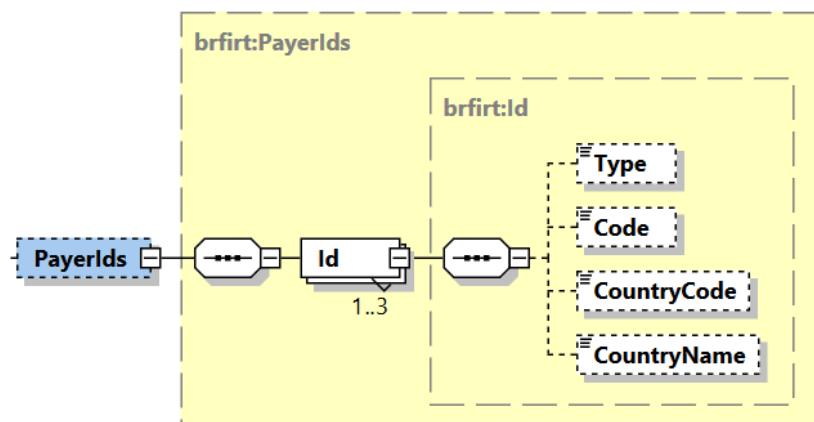 brfirt:PayerIds
brfirt:Id
Type
Code
PayerIds
Id
1..3
CountryCode
CountryName